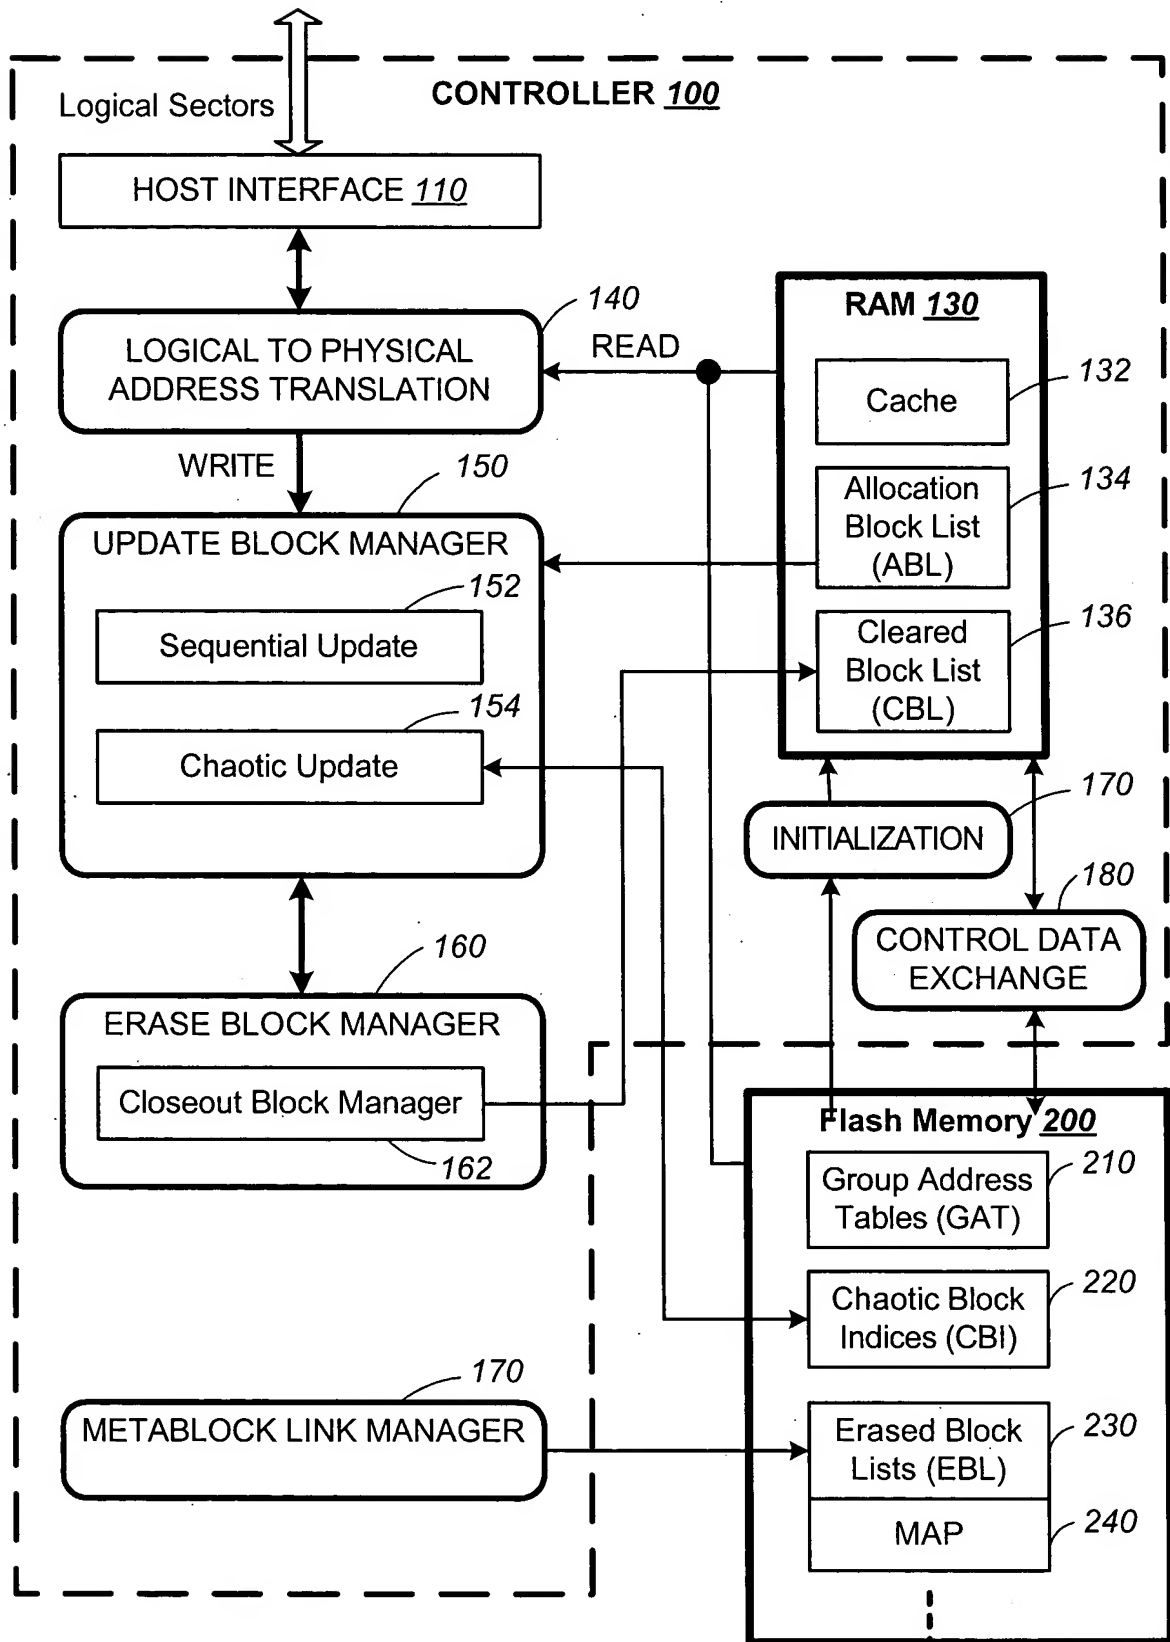 Logical Sectors
CONTROLLER 100
HOST INTERFACE 110
140
LOGICAL TO PHYSICAL
ADDRESS TRANSLATION
READ
WRITE
RAM 130
Cache
132
Allocation
Block List
(ABL)
134
Cleared
Block List
(CBL)
136
150
UPDATE BLOCK MANAGER
152
Sequential Update
154
Chaotic Update
170
INITIALIZATION
180
CONTROL DATA
EXCHANGE
160
ERASE BLOCK MANAGER
Closeout Block Manager
162
Flash Memory 200
Group Address
Tables (GAT)
210
Chaotic Block
Indices (CBI)
220
170
METABLOCK LINK MANAGER
Erased Block
Lists (EBL)
230
MAP
240